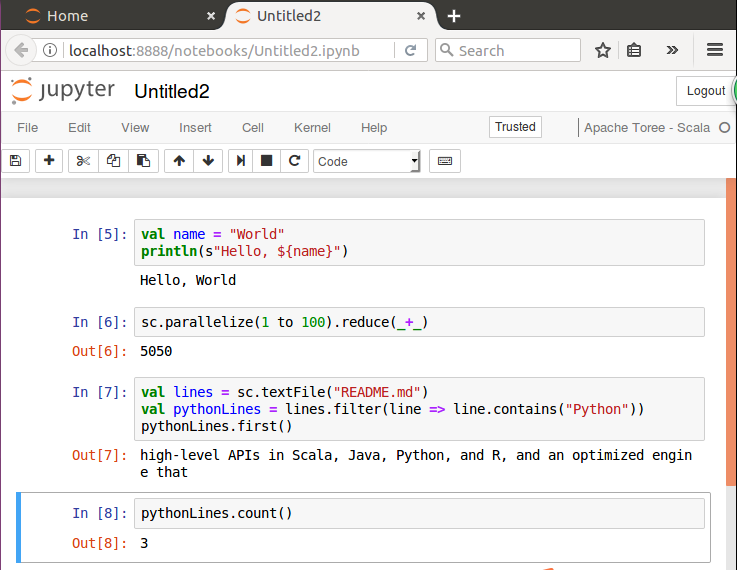 Home
Untitled2
localhost:8888/notebooks/Untitled2.ipynb
Search
jupyter Untitled2
Logout
File Edit View Insert Cell Kernel Help
Trusted
Apache Toree - Scala
Code
In [5]: val name = "World"
println(s"Hello, ${name}")
Hello, World
In [6]: sc.parallelize(1 to 100).reduce(_+_)
Out[6]: 5050
In [7]: val lines = sc.textFile("README.md")
val pythonLines = lines.filter(line => line.contains("Python"))
pythonLines.first()
Out[7]: high-level APIs in Scala, Java, Python, and R, and an optimized engin
e that
In [8]: pythonLines.count()
Out[8]: 3